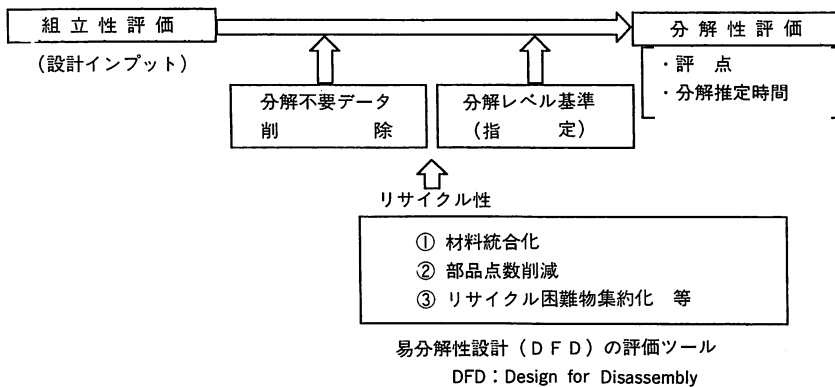 組立性評価
分解性評価
(設計インプット)
・評 点
・分解推定時間
分解不要データ
削 除
分解レベル基準
(指 定)
リサイクル性
① 材料統合化
② 部品点数削減
③ リサイクル困難物集約化 等
易分解性設計(DFD)の評価ツール
DFD:Design for Disassembly